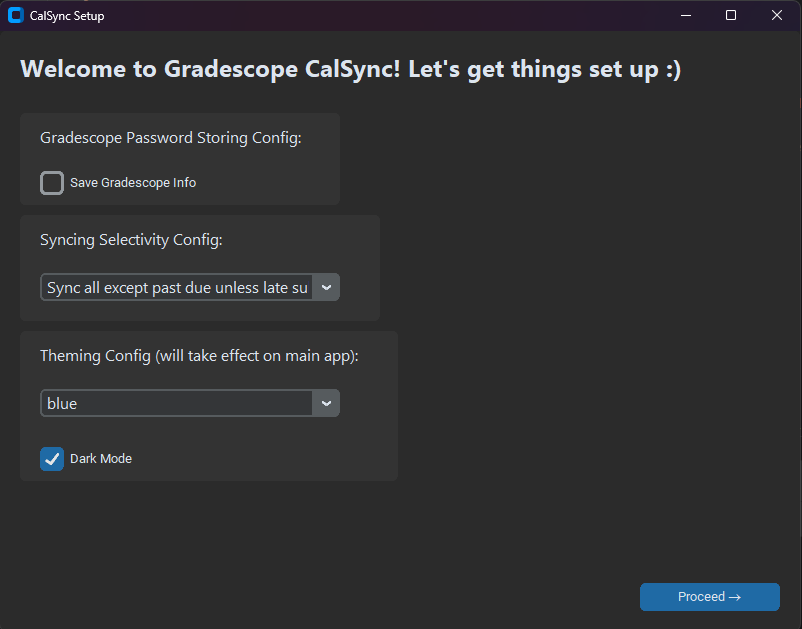 CalSync Setup
Welcome to Gradescope CalSync! Let's get things set up :)
Gradescope Password Storing Config:
Save Gradescope Info
Syncing Selectivity Config:
Sync all except past due unless late su
Theming Config (will take effect on main app):
blue
Dark Mode
Proceed →